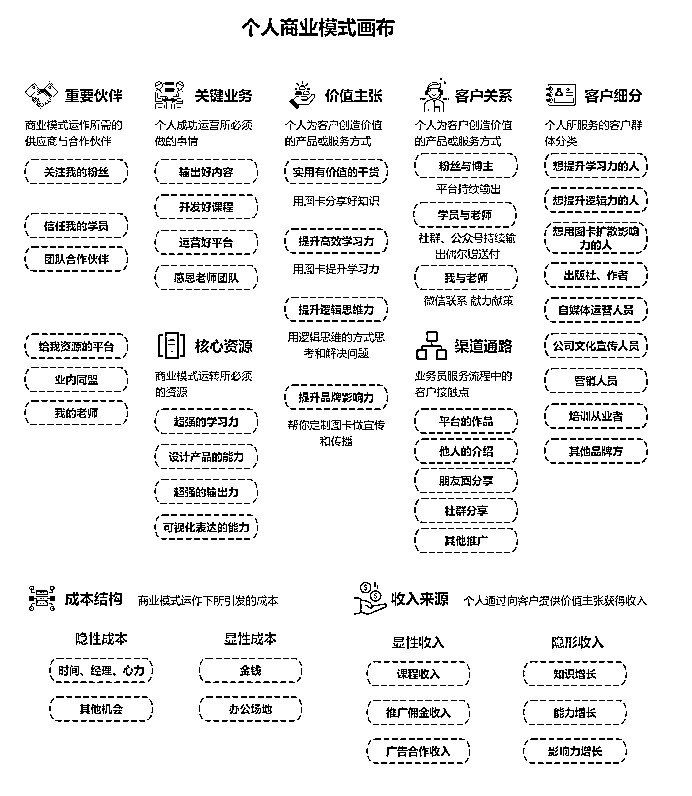 个人商业模式画布
重要伙伴
商业模式运作所需的
供应商与合作伙伴
关注我的粉丝
信任我的学员
团队合作伙伴
给我资源的平台
业内同盟
我的老师
关键业务
个人成功运营所必须
做的事情
输出好内容
开发好课程
运营好平台
感恩老师团队
核心资源
商业模式运转所必须
的资源
超强的学习力
设计产品的能力
超强的输出力
可视化表达的能力
价值主张
个人为客户创造价值
的产品或服务方式
实用有价值的干货
用图卡分享好知识
提升高效学习力
用图卡提升学习力
提升逻辑思维力
用逻辑思维的方式思
考和解决问题
提升品牌影响力
帮你定制图卡做宣传
和传播
客户关系
个人为客户创造价值
的产品或服务方式
粉丝与博主
平台持续输出
学员与老师
社群、公众号持续输
出偶尔赠送付
我与老师
微信联系 献力献策
渠道通路
业务员服务流程中的
客户接触点
平台的作品
他人的介绍
朋友圈分享
社群分享
其他推广
客户细分
个人所服务的客户群
体分类
想提升学习力的人
想提升逻辑力的人
想用图卡扩散影响
力的人
出版社、作者
自媒体运营人员
公司文化宣传人员
营销人员
培训从业者
其他品牌方
成本结构
商业模式运作下所引发的成本
隐性成本
时间、经理、心力
其他机会
显性成本
金钱
办公场地
收入来源
个人通过向客户提供价值主张获得收入
显性收入
课程收入
推广佣金收入
广告合作收入
隐形收入
知识增长
能力增长
影响力增长